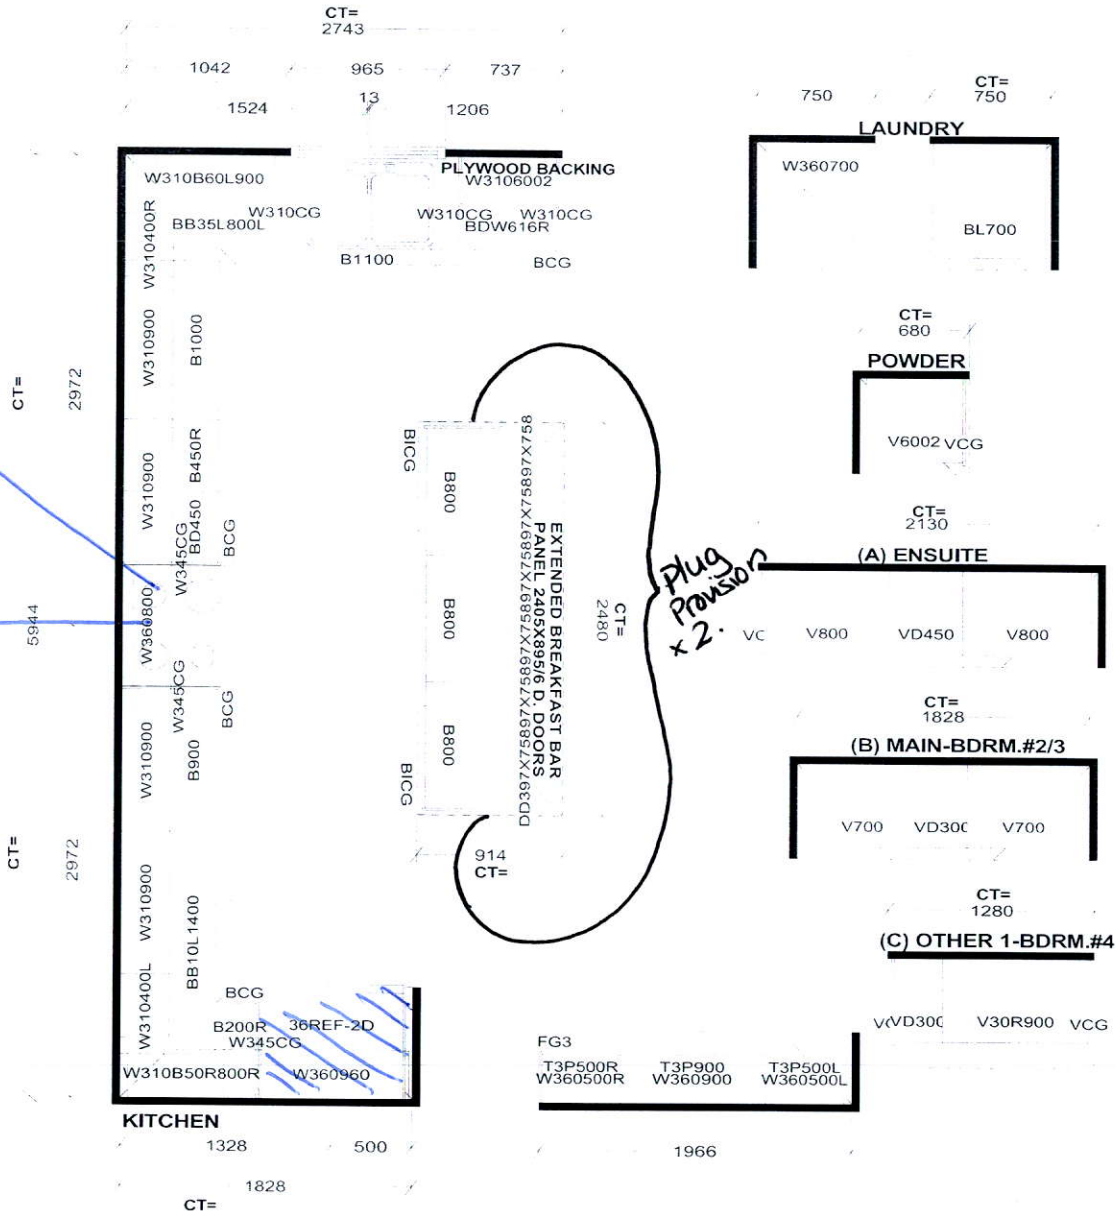 CT=
2743
1042
965
737
1524
13
1206
PLYWOOD BACKING
W310B60L900
W3106002
W310CG
W310CG
W310CG
BB35L800L
BDW616R
B1100
BCG
W310400R
W310900
B1000
W310900
B450R
W345CG
BD450
BCG
W360800
W345CG
BCG
W310900
B900
W310900
BB10L1400
W310400L
BCG
B200R
36REF-2D
W345CG
W310B50R800R
W360960
KITCHEN
1328
500
1828
CT=
CT=
2972
5944
CT=
2972
BICG
B800
B800
B800
BICG
EXTENDED BREAKFAST BAR
PANEL 2405X895/6 D. DOORS
CT=
2480
914
CT=
plug
Provision
x 2.
FG3
T3P500R
T3P900
T3P500L
W360500R
W360900
W360500L
1966
750
CT=
750
LAUNDRY
W360700
BL700
CT=
680
POWDER
V6002
VCG
CT=
2130
(A) ENSUITE
VC
V800
VD450
V800
CT=
1828
(B) MAIN-BDRM.#2/3
V700
VD300
V700
CT=
1280
(C) OTHER 1-BDRM.#4
VD300
V30R900
VCG